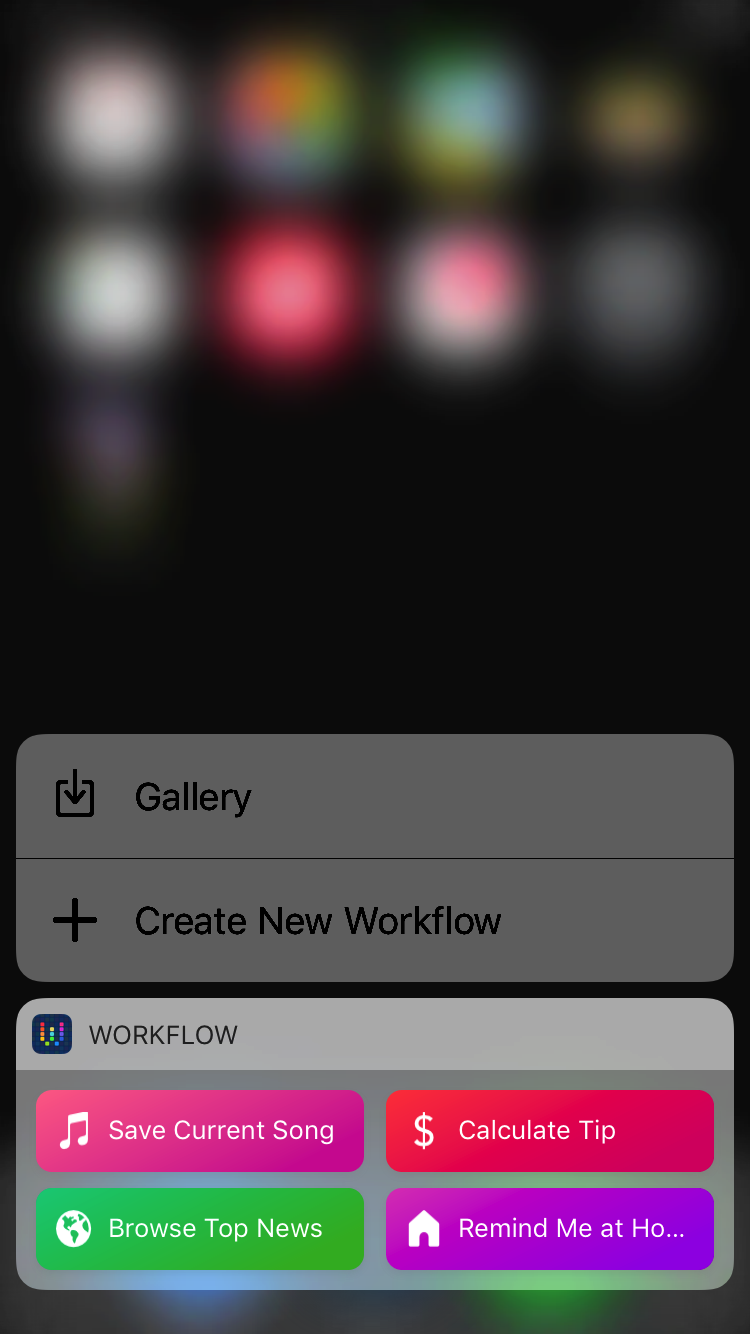 Gallery
Create New Workflow
WORKFLOW
Save Current Song
Calculate Tip
Browse Top News
Remind Me at Ho...